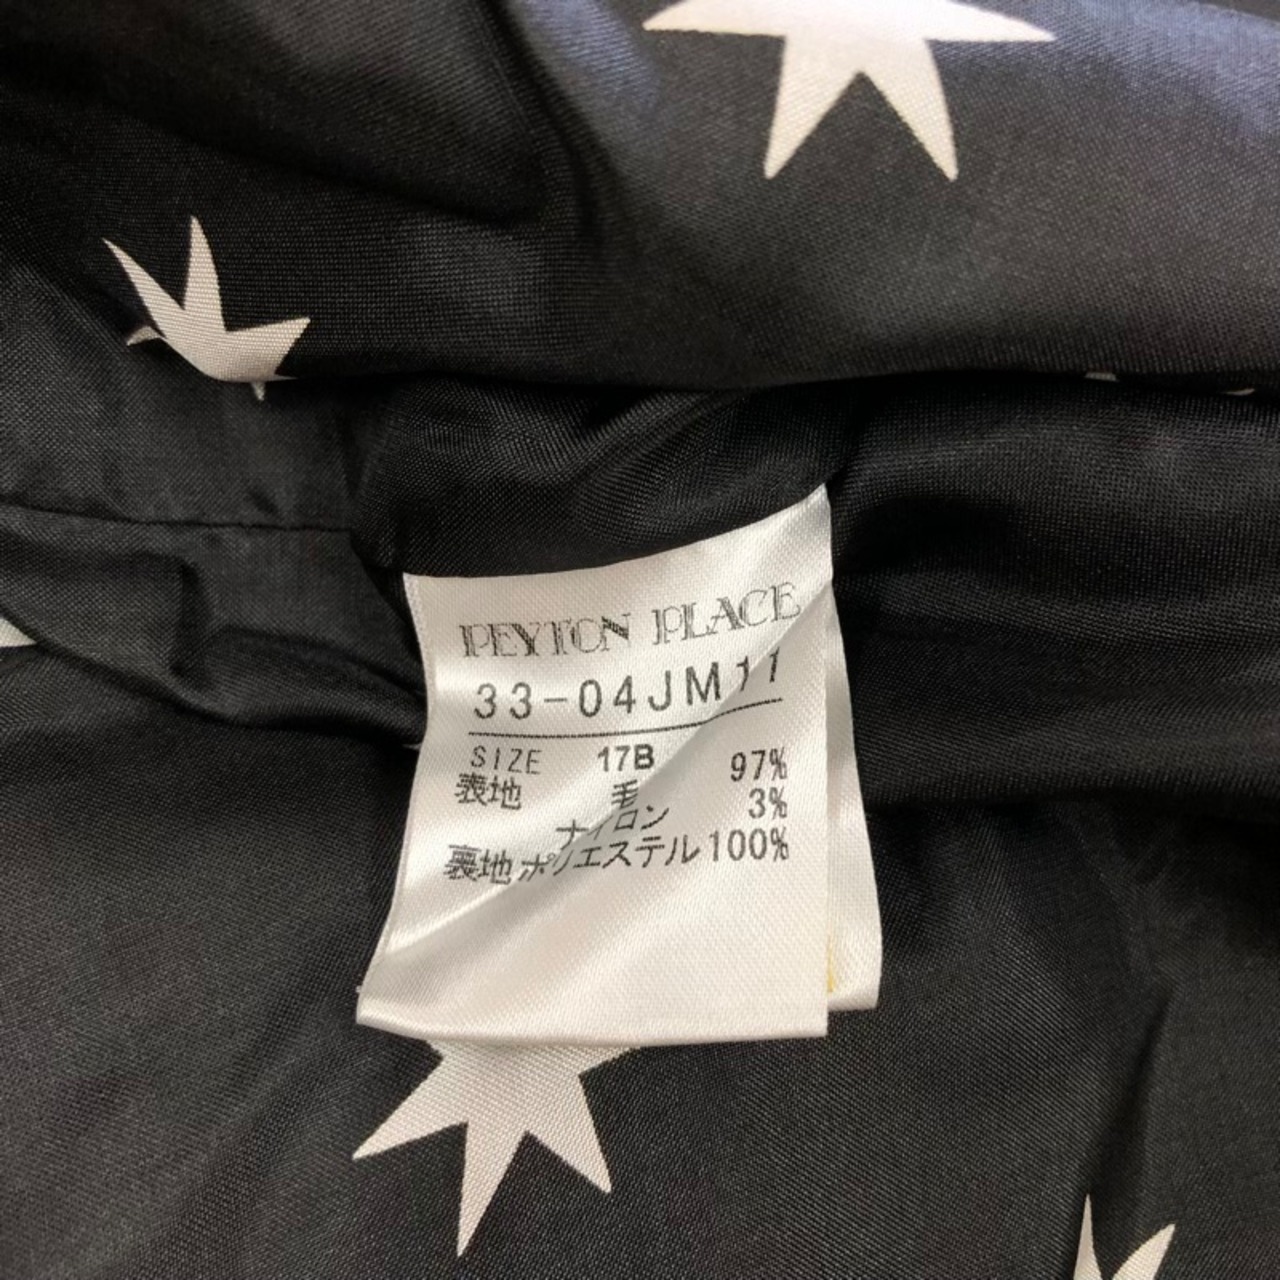 PEYTON PLACE
33-04JM11
SIZE 17B
表地 毛 97%
ナイロン 3%
裏地 ポリエステル 100%